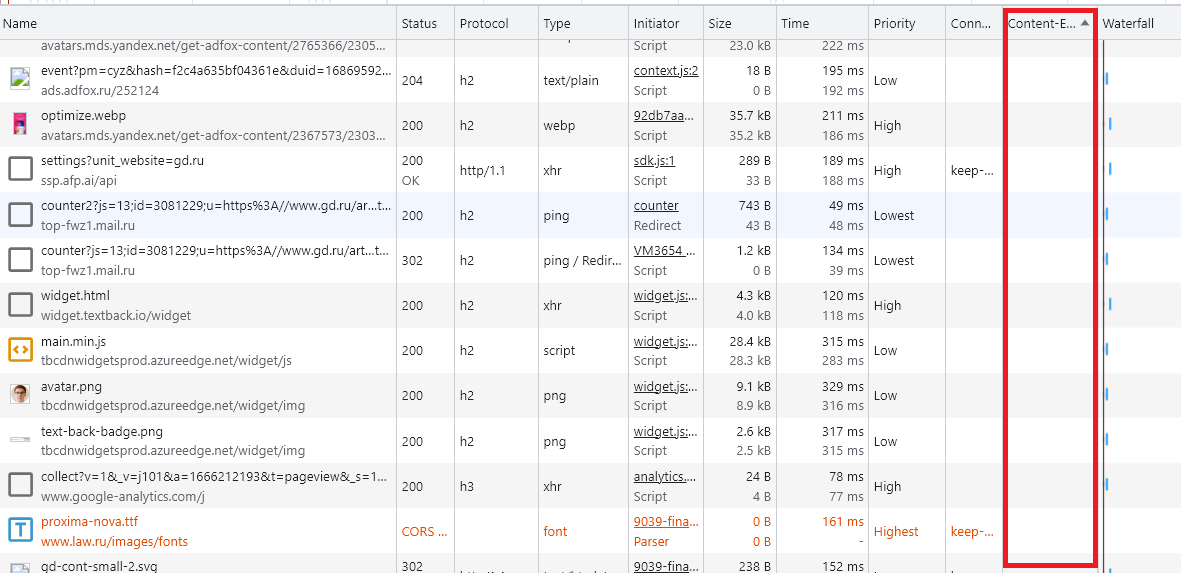 Name Status Protocol Type Initiator Size Time Priority Conn... Content-E... Waterfall
avatars.mds.yandex.net/get-adfox-content/2765366/2305... Script 23.0 kB 222 ms
event?pm=cyz&hash=f2c4a635bf04361e&duid=16869592... 204 h2 text/plain context.js:2 18 B 195 ms Low
ads.adfox.ru/252124 Script 0 B 192 ms
optimize.webp 200 h2 webp 92db7aa... 35.7 kB 211 ms High
avatars.mds.yandex.net/get-adfox-content/2367573/2303... Script 35.2 kB 186 ms
settings?unit_website=gd.ru 200 http/1.1 xhr sdk.js:1 289 B 189 ms High keep-...
ssp.afp.ai/api OK Script 33 B 188 ms
counter2?js=13;id=3081229;u=https%3A//www.gd.ru/ar...t... 200 h2 ping counter 743 B 49 ms Lowest
top-fwz1.mail.ru Redirect 43 B 48 ms
counter?js=13;id=3081229;u=https%3A//www.gd.ru/art...t... 302 h2 ping / Redir... VM3654 ... 1.2 kB 134 ms Lowest
top-fwz1.mail.ru Script 0 B 39 ms
widget.html 200 h2 xhr widget.js:... 4.3 kB 120 ms High
widget.textback.io/widget Script 4.0 kB 118 ms
main.min.js 200 h2 script widget.js:... 28.4 kB 315 ms Low
tbcdnwidgetsprod.azureedge.net/widget/js Script 28.3 kB 283 ms
avatar.png 200 h2 png widget.js:... 9.1 kB 329 ms Low
tbcdnwidgetsprod.azureedge.net/widget/img Script 8.9 kB 316 ms
text-back-badge.png 200 h2 png widget.js:... 2.6 kB 317 ms Low
tbcdnwidgetsprod.azureedge.net/widget/img Script 2.5 kB 315 ms
collect?v=1&_v=j101&a=1666212193&t=pageview&_s=1... 200 h3 xhr analytics.... 24 B 78 ms High
www.google-analytics.com/j Script 4 B 77 ms
proxima-nova.ttf CORS ... font 9039-fina... 0 B 161 ms Highest keep-...
www.law.ru/images/fonts Parser 0 B -
gd-cont-small-2.svg 302 9039-fina... 238 B 152 ms